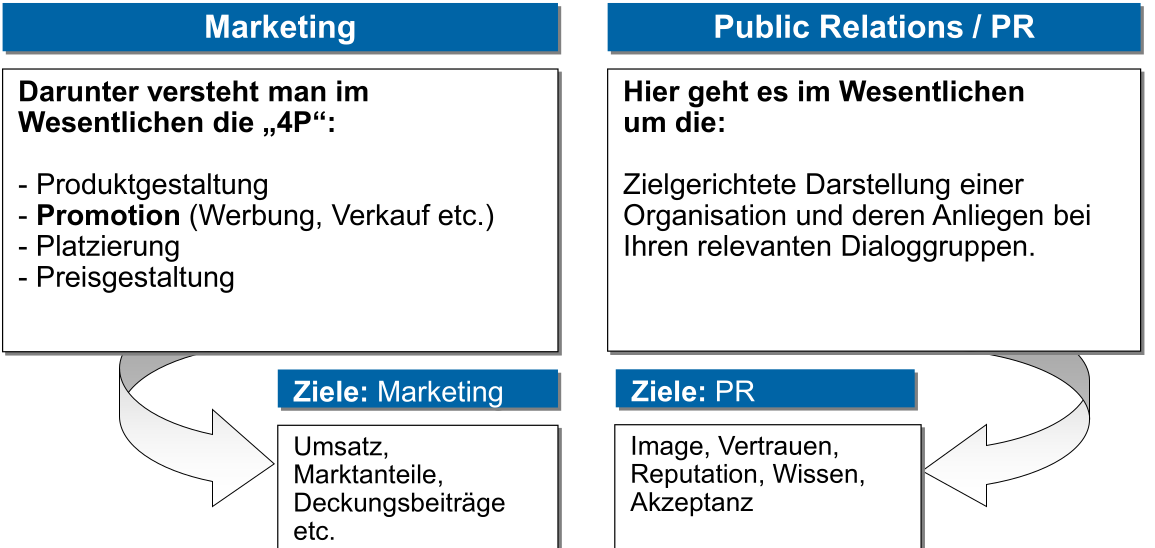 Marketing
Darunter versteht man im
Wesentlichen die „4P“:
- Produktgestaltung
- Promotion (Werbung, Verkauf etc.)
- Platzierung
- Preisgestaltung
Ziele: Marketing
Umsatz,
Marktanteile,
Deckungsbeiträge
etc.
Public Relations / PR
Hier geht es im Wesentlichen
um die:
Zielgerichtete Darstellung einer
Organisation und deren Anliegen bei
Ihren relevanten Dialoggruppen.
Ziele: PR
Image, Vertrauen,
Reputation, Wissen,
Akzeptanz